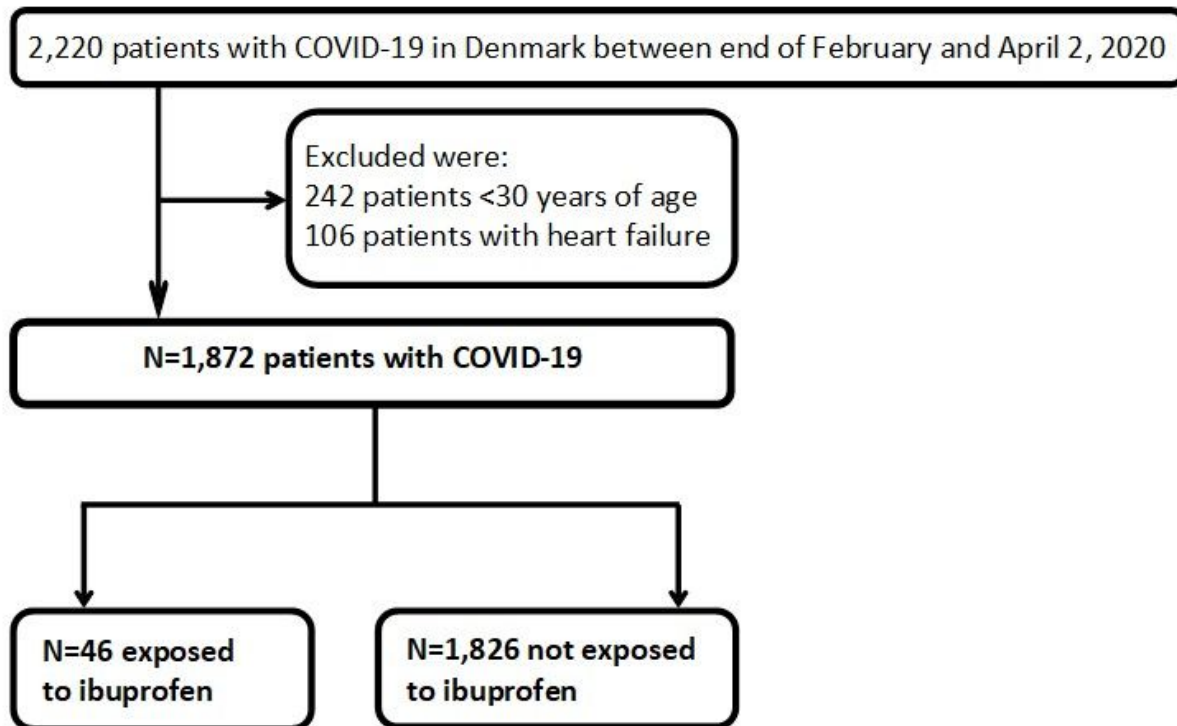 2,220 patients with COVID-19 in Denmark between end of February and April 2, 2020
Excluded were:
242 patients <30 years of age
106 patients with heart failure
N=1,872 patients with COVID-19
N=46 exposed
to ibuprofen
N=1,826 not exposed
to ibuprofen